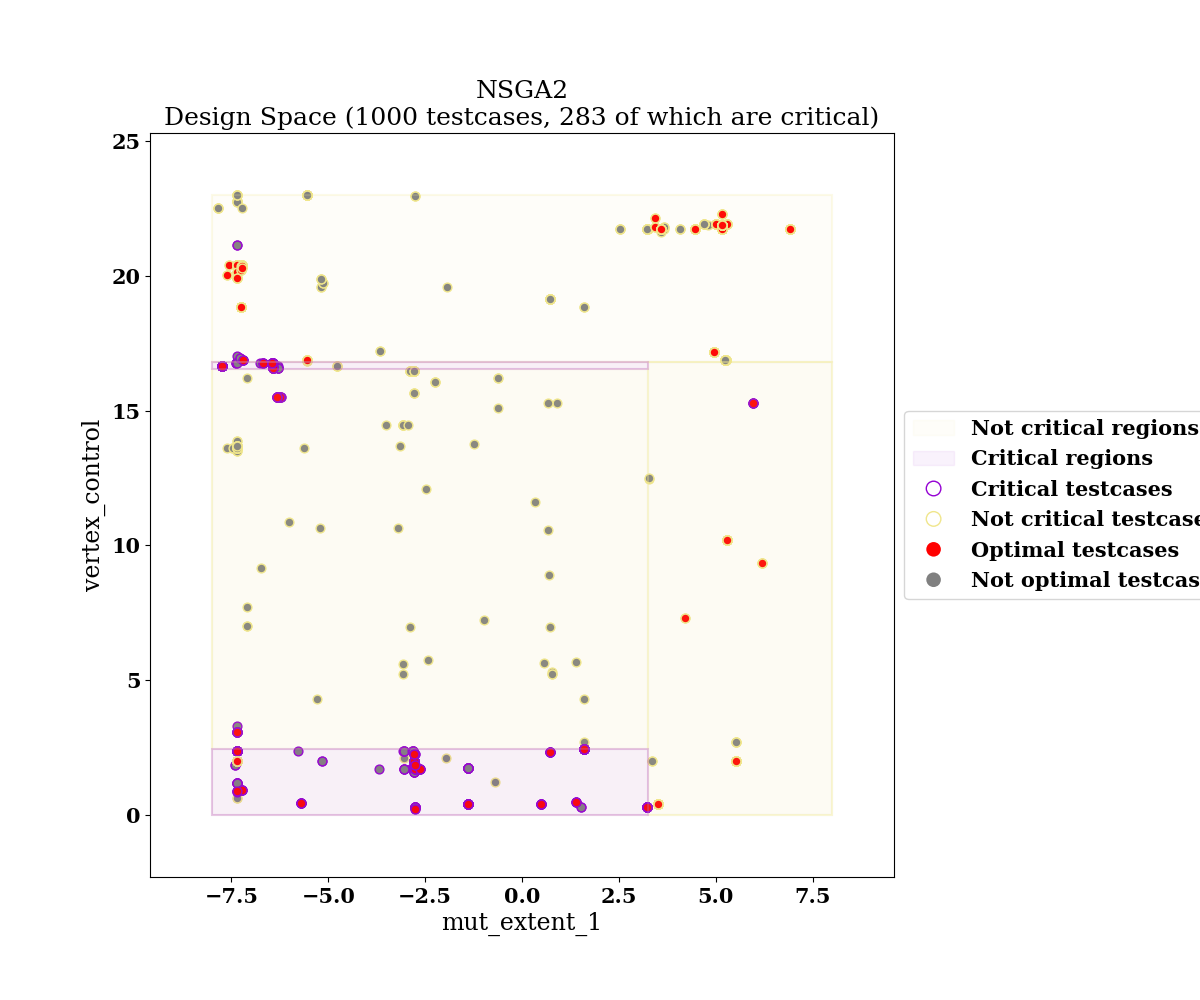 NSGA2
Design Space (1000 testcases, 283 of which are critical)
25
20
15
10
5
0
vertex_control
−7.5
−5.0
−2.5
0.0
2.5
5.0
7.5
mut_extent_1
Not critical regions
Critical regions
Critical testcases
Not critical testcase
Optimal testcases
Not optimal testcas